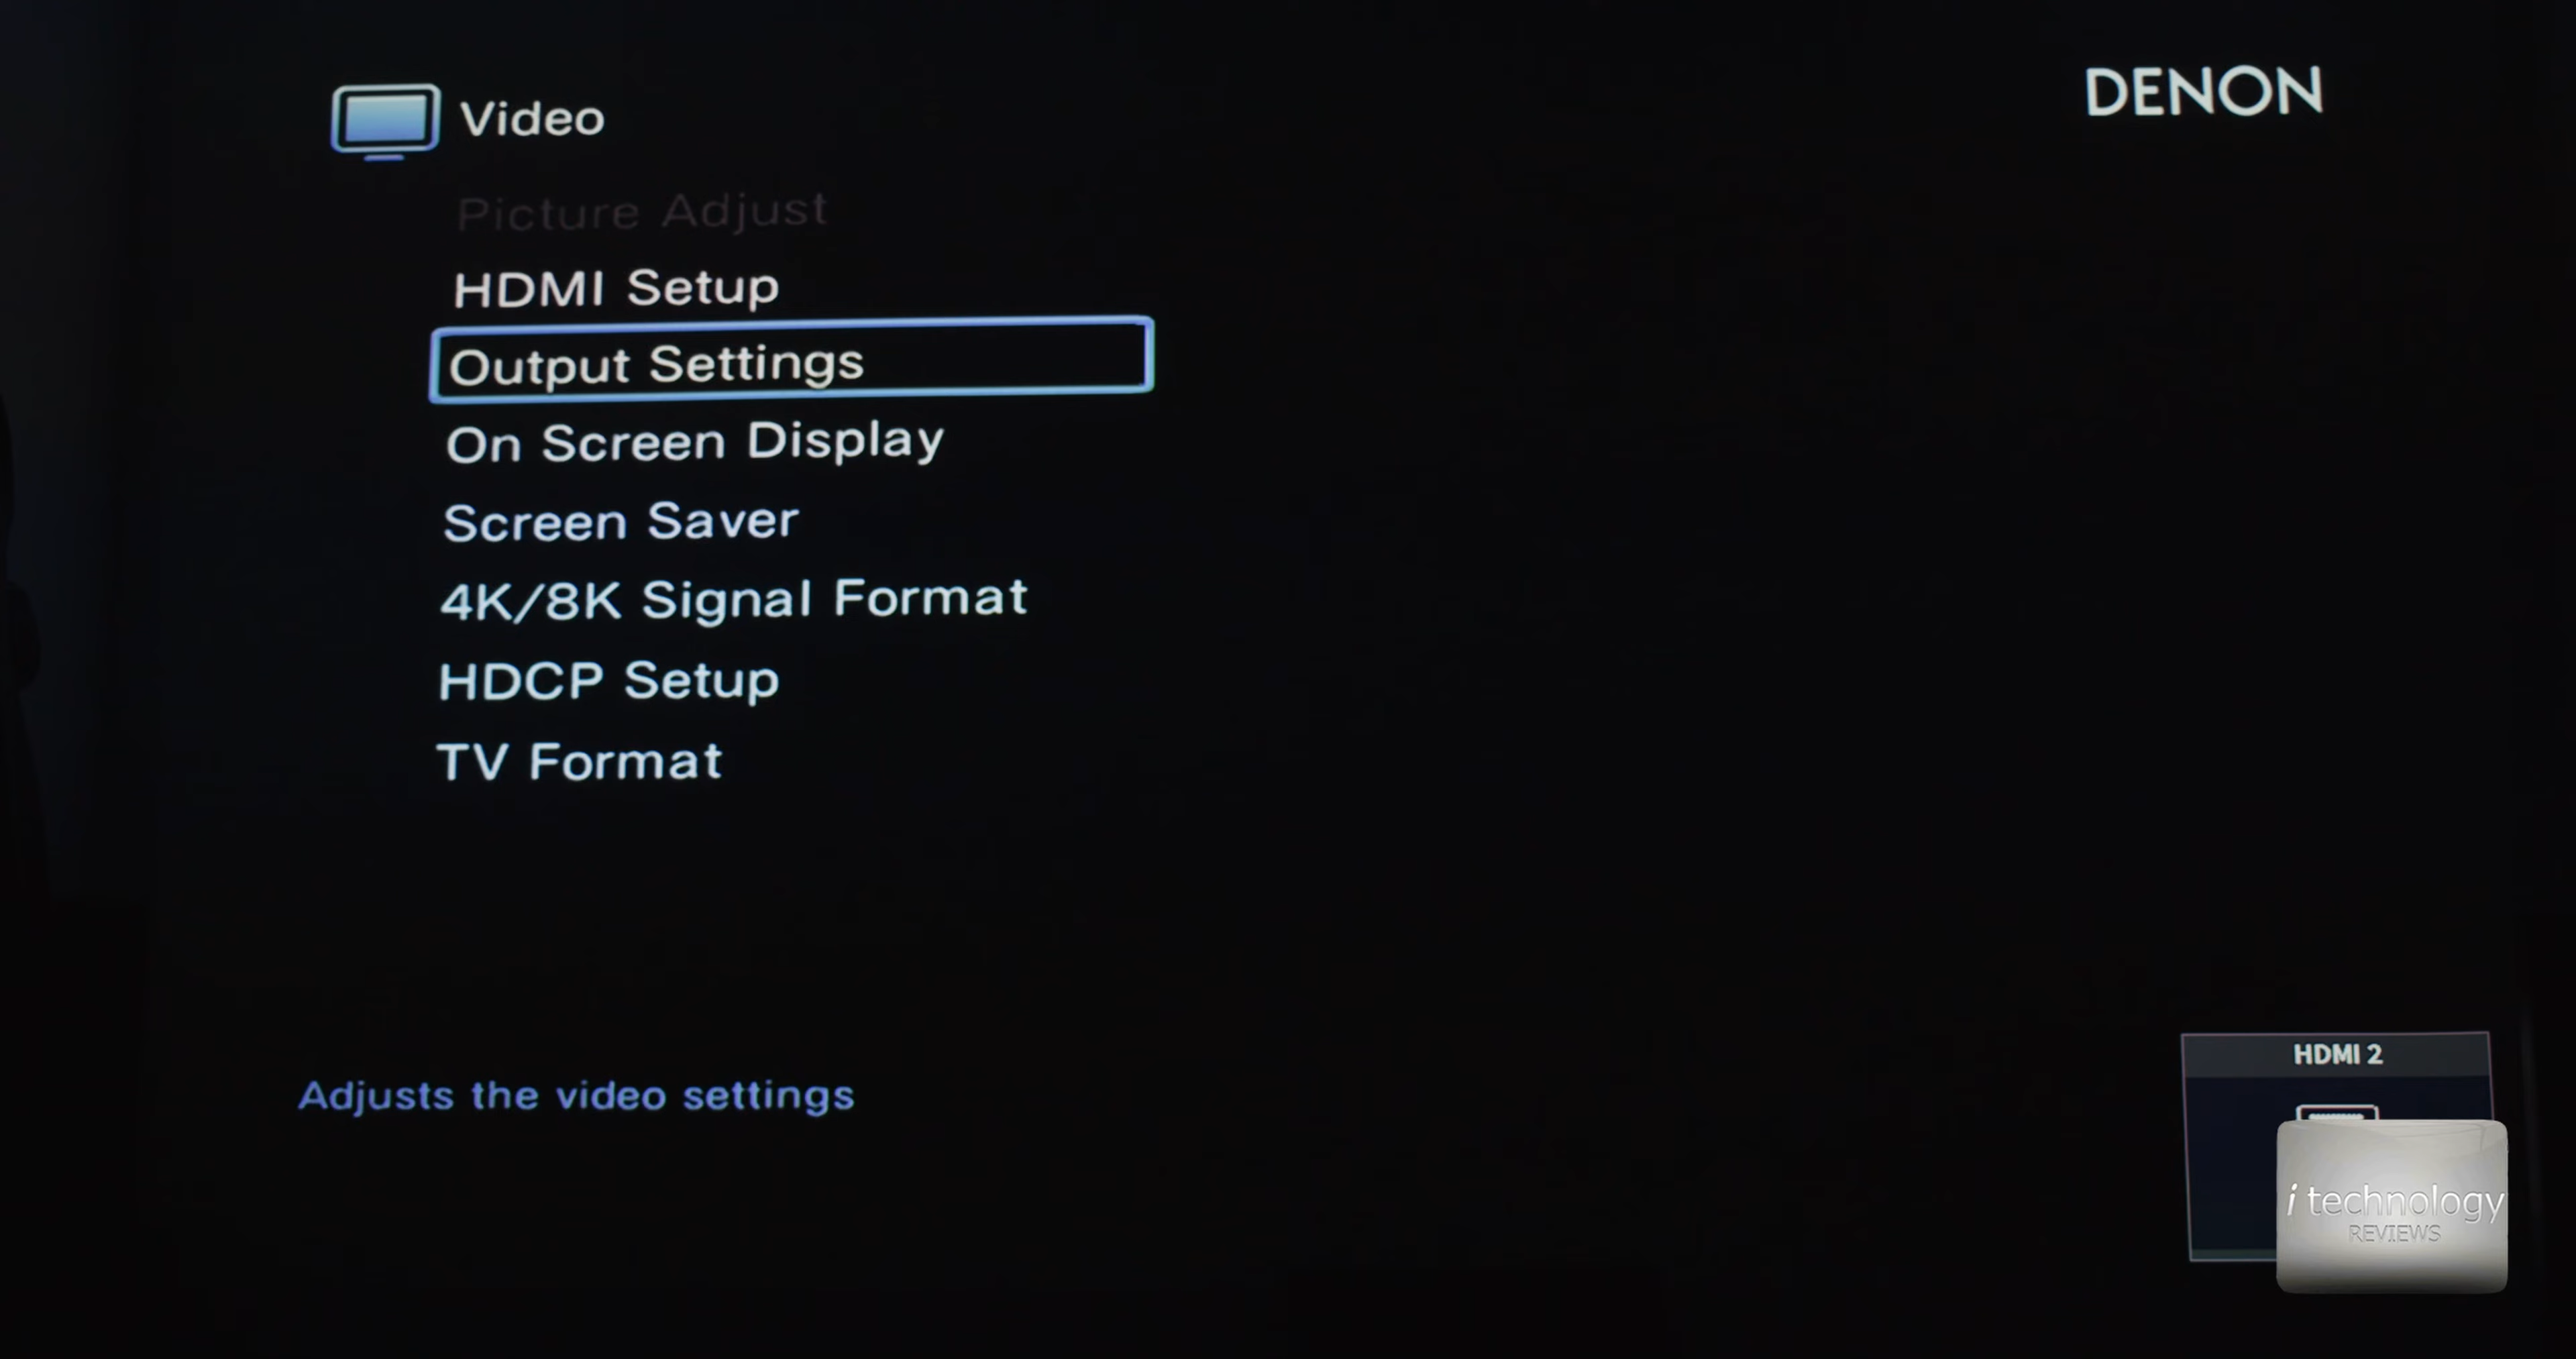 Video
DENON
Picture Adjust
HDMI Setup
Output Settings
On Screen Display
Screen Saver
4K/8K Signal Format
HDCP Setup
TV Format
Adjusts the video settings
HDMI 2
i technology
REVIEWS